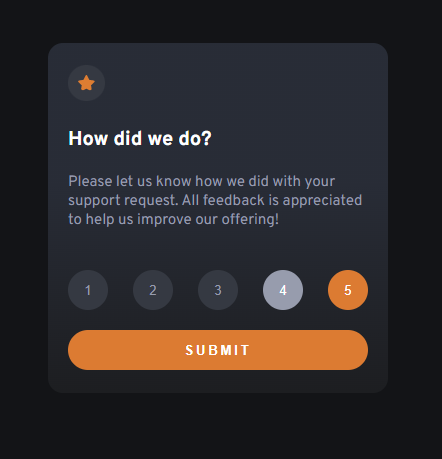 How did we do?
Please let us know how we did with your
support request. All feedback is appreciated
to help us improve our offering!
1 2 3 4 5
SUBMIT